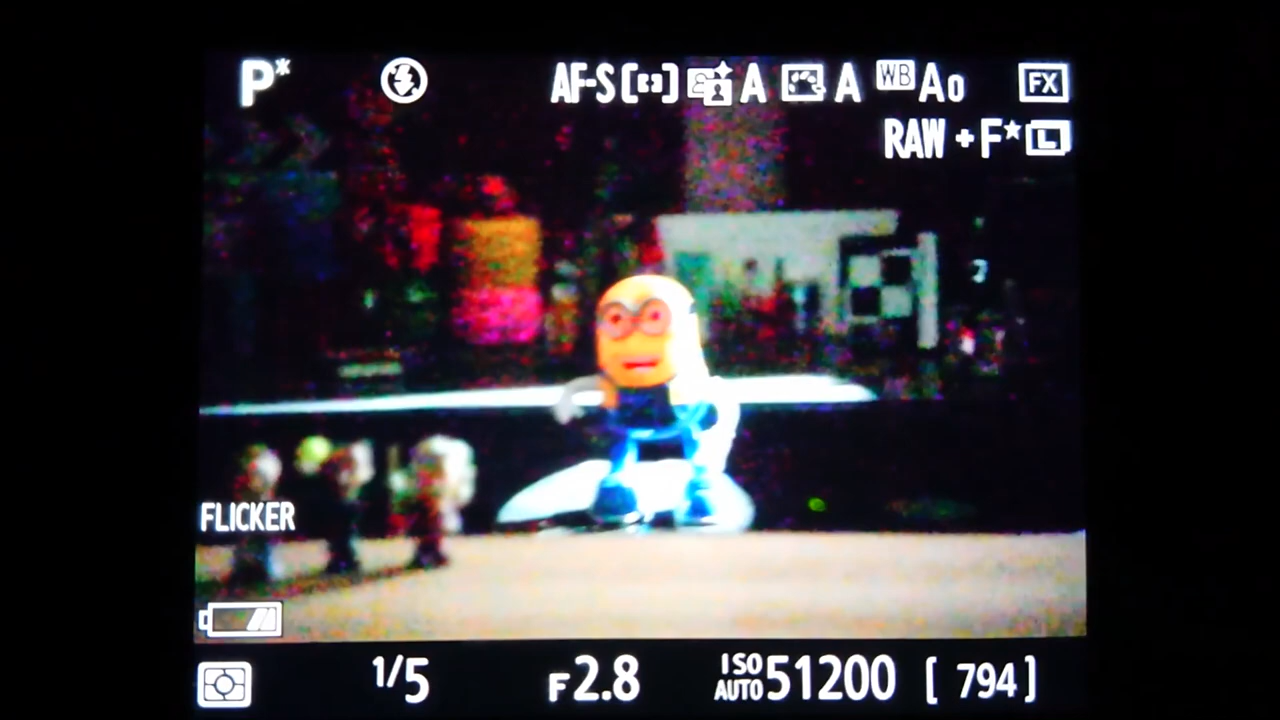 P* AF-S A A WB A0 FX
RAW + F★ L
FLICKER
1/5 F2.8 ISO AUTO 51200 [ 794 ]